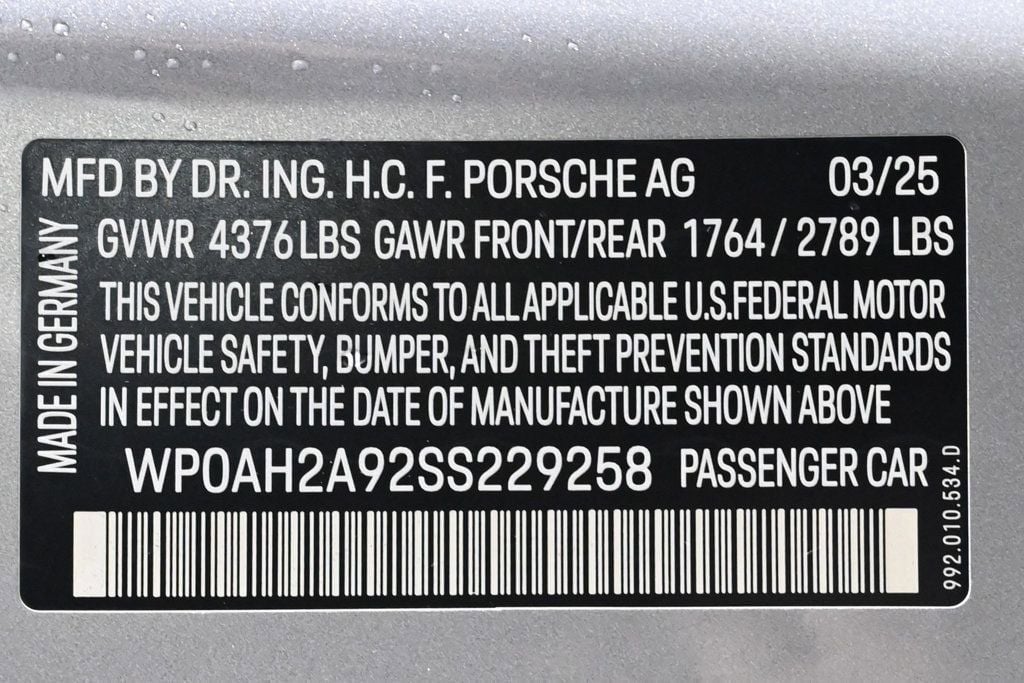 MFD BY DR. ING. H.C. F. PORSCHE AG 03/25
GVWR 4376 LBS GAWR FRONT/REAR 1764 / 2789 LBS
THIS VEHICLE CONFORMS TO ALL APPLICABLE U.S.FEDERAL MOTOR
VEHICLE SAFETY, BUMPER, AND THEFT PREVENTION STANDARDS
IN EFFECT ON THE DATE OF MANUFACTURE SHOWN ABOVE
WP0AH2A92SS229258 PASSENGER CAR
MADE IN GERMANY
992.010.534.D